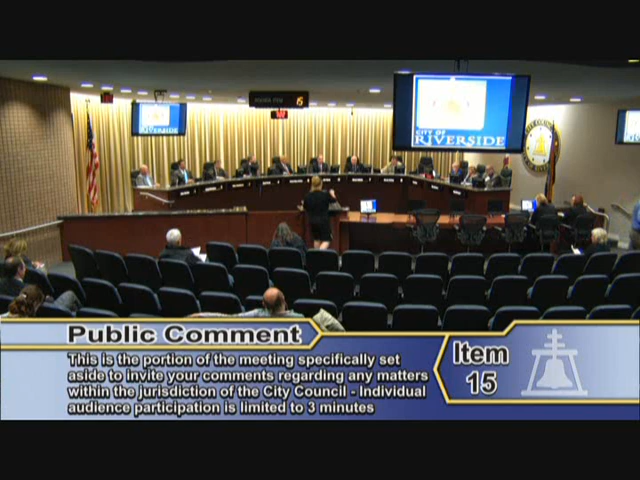 CITY OF
RIVERSIDE
Public Comment
This is the portion of the meeting specifically set
aside to invite your comments regarding any matters
within the jurisdiction of the City Council - Individual
audience participation is limited to 3 minutes
Item
15